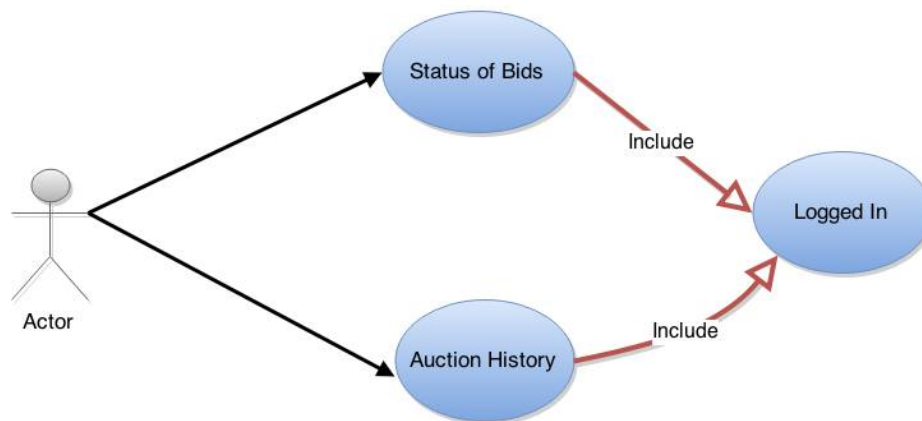 Status of Bids
Include
Logged In
Actor
Include
Auction History